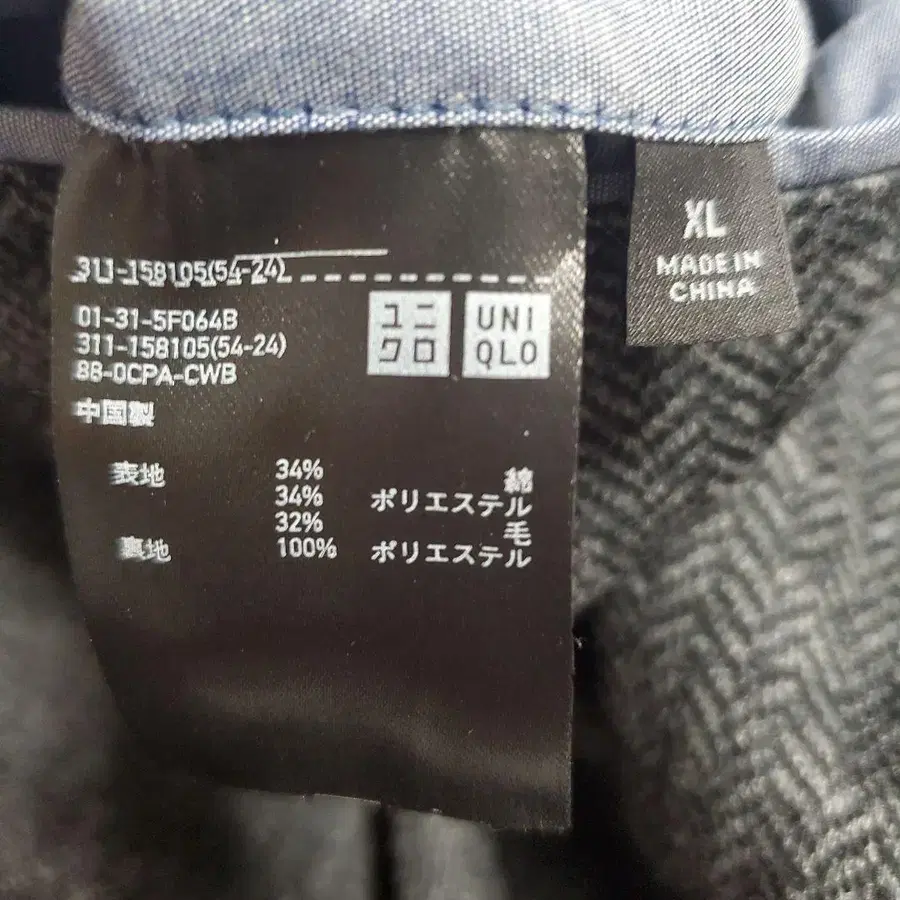 311-158105(54-24)
01-31-5F064B
311-158105(54-24)
88-0CPA-CWB
中国製
ユニ
クロ
UNI
QLO
表地 34% 綿
34% ポリエステル
32% 毛
裏地 100% ポリエステル
XL
MADE IN
CHINA